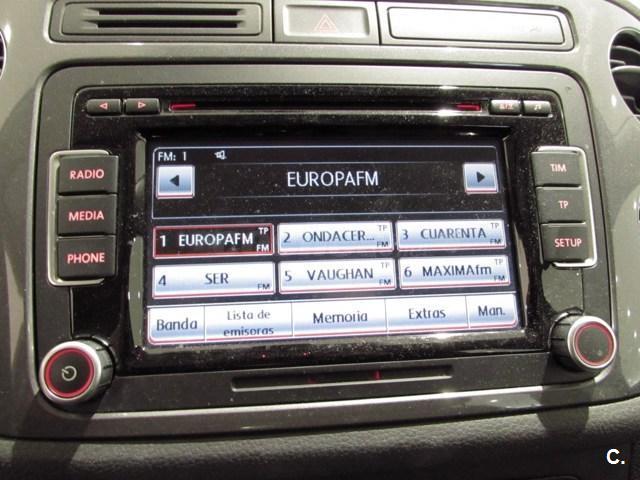 FM: 1
EUROPAFM
RADIO
MEDIA
PHONE
TIM
TP
SETUP
1 EUROPAFM TP FM
2 ONDACER... TP FM
3 CUARENTA TP FM
4 SER FM
5 VAUGHAN TP FM
6 MAXIMAfm TP FM
Banda
Lista de
emisoras
Memoria
Extras
Man.
C.